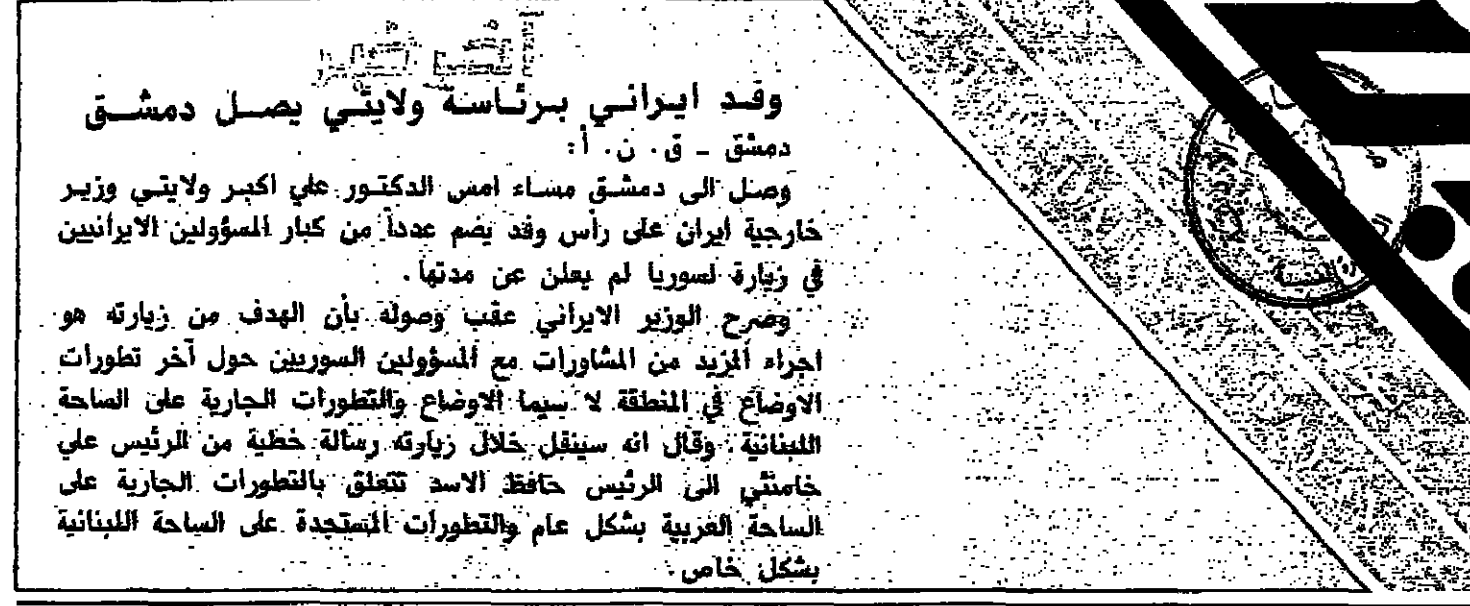 وفد ايراني برئاسة ولايتي يصل دمشق
دمشق - ق. ن. أ:
وصل الى دمشق مساء امس الدكتور علي اكبر ولايتي وزير
خارجية ايران على رأس وفد يضم عدداً من كبار المسؤولين الايرانيين
في زيارة لسوريا لم يعلن عن مدتها.
وصرح الوزير الايراني عقب وصوله بأن الهدف من زيارته هو
اجراء المزيد من المشاورات مع المسؤولين السوريين حول آخر تطورات
الاوضاع في المنطقة لا سيما الاوضاع والتطورات الجارية على الساحة
اللبنانية. وقال انه سينقل خلال زيارته رسالة خطية من الرئيس علي
خامنئي الى الرئيس حافظ الاسد تتعلق بالتطورات الجارية على
الساحة العربية بشكل عام والتطورات المستجدة على الساحة اللبنانية
بشكل خاص.